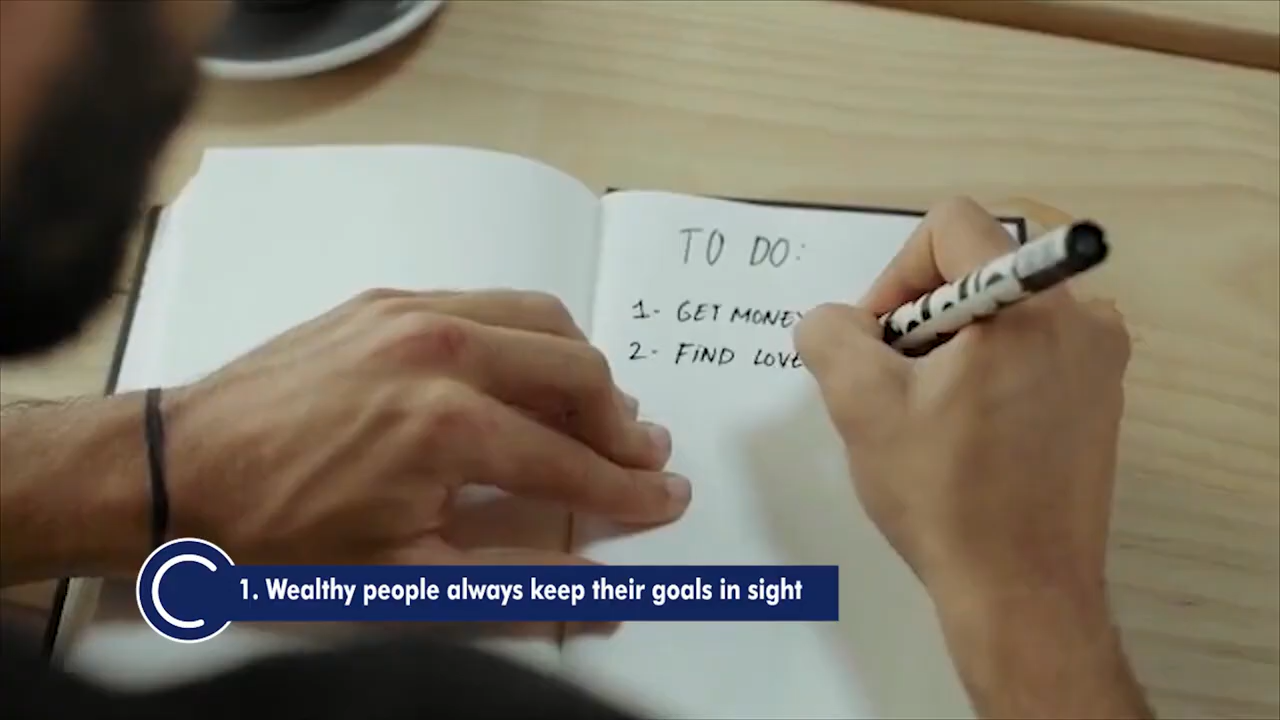 TO DO:
1- GET MONEY
2- FIND LOVE
1. Wealthy people always keep their goals in sight